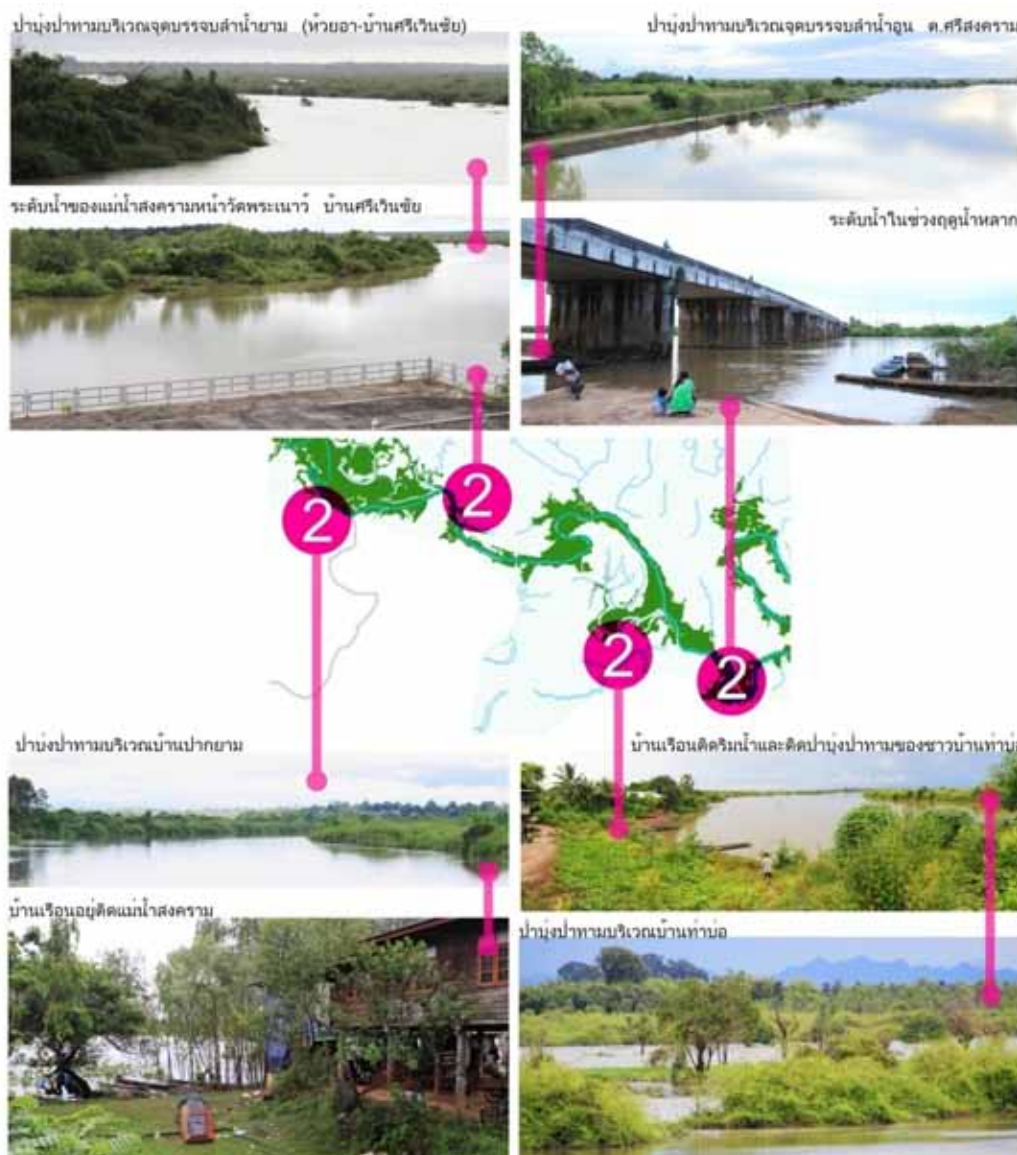 ป่าบุ่งป่าทามบริเวณจุดบรรจบลำน้ำยาม (ห้วยอา-บ้านศรีเวินชัย)
ป่าบุ่งป่าทามบริเวณจุดบรรจบลำน้ำอูน ต.ศรีสงคราม
ระดับน้ำของแม่น้ำสงครามหน้าวัดพระเนาว์ บ้านศรีเวินชัย
ระดับน้ำในช่วงฤดูน้ำหลาก
2
2
2
2
ป่าบุ่งป่าทามบริเวณบ้านปากยาม
บ้านเรือนติดริมน้ำและติดป่าบุ่งป่าทามของชาวบ้านท่าบ่อ
บ้านเรือนอยู่ติดแม่น้ำสงคราม
ป่าบุ่งป่าทามบริเวณบ้านท่าบ่อ